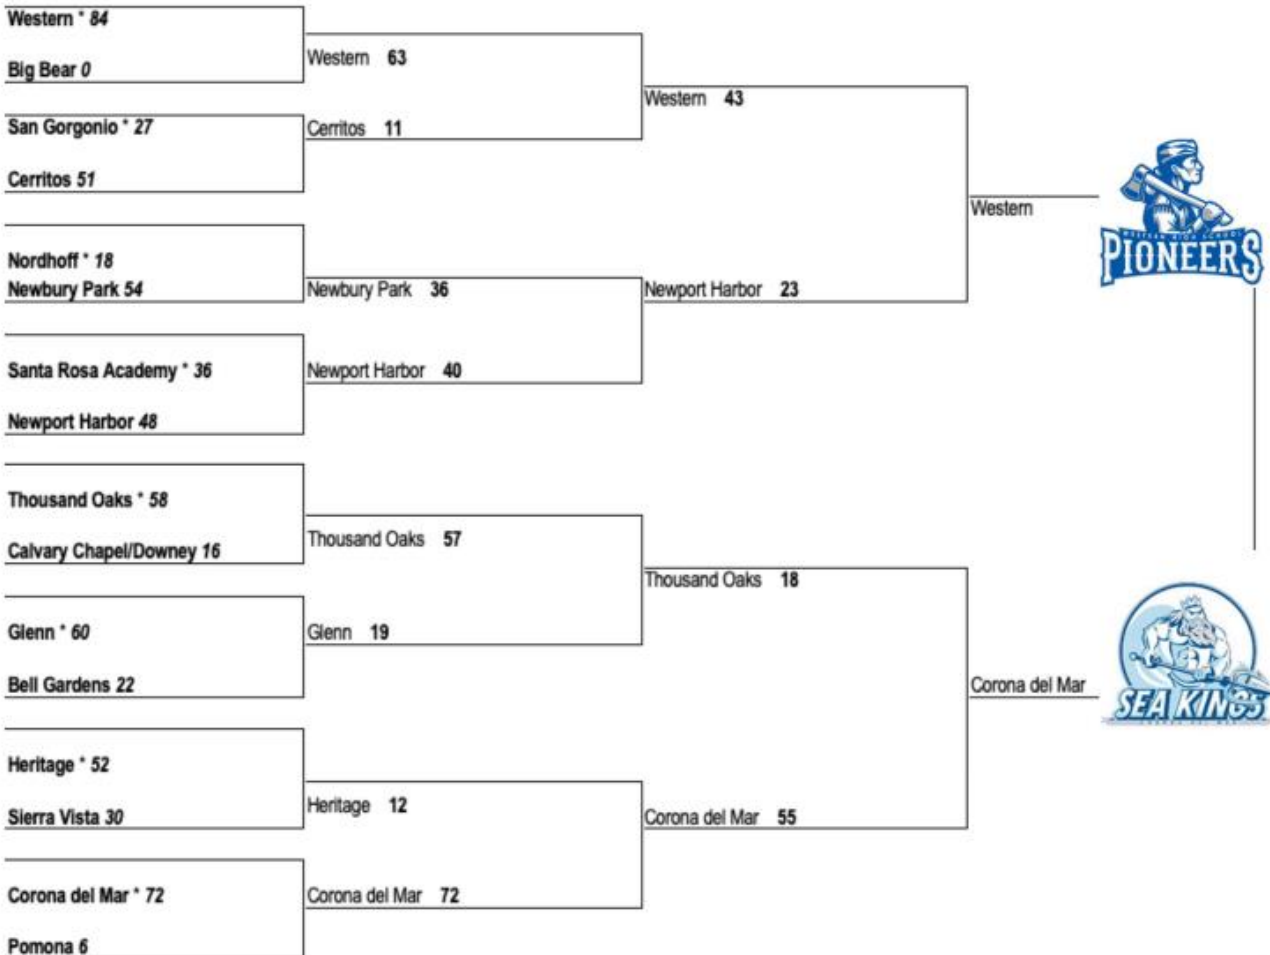 Western * 84
Big Bear 0
San Gorgonio * 27
Cerritos 51
Nordhoff * 18
Newbury Park 54
Santa Rosa Academy * 36
Newport Harbor 48
Thousand Oaks * 58
Calvary Chapel/Downey 16
Glenn * 60
Bell Gardens 22
Heritage * 52
Sierra Vista 30
Corona del Mar * 72
Pomona 6
Western 63
Cerritos 11
Newbury Park 36
Newport Harbor 40
Thousand Oaks 57
Glenn 19
Heritage 12
Corona del Mar 72
Western 43
Newport Harbor 23
Thousand Oaks 18
Corona del Mar 55
Western
Corona del Mar
WESTERN HIGH SCHOOL
PIONEERS
SEA KINGS